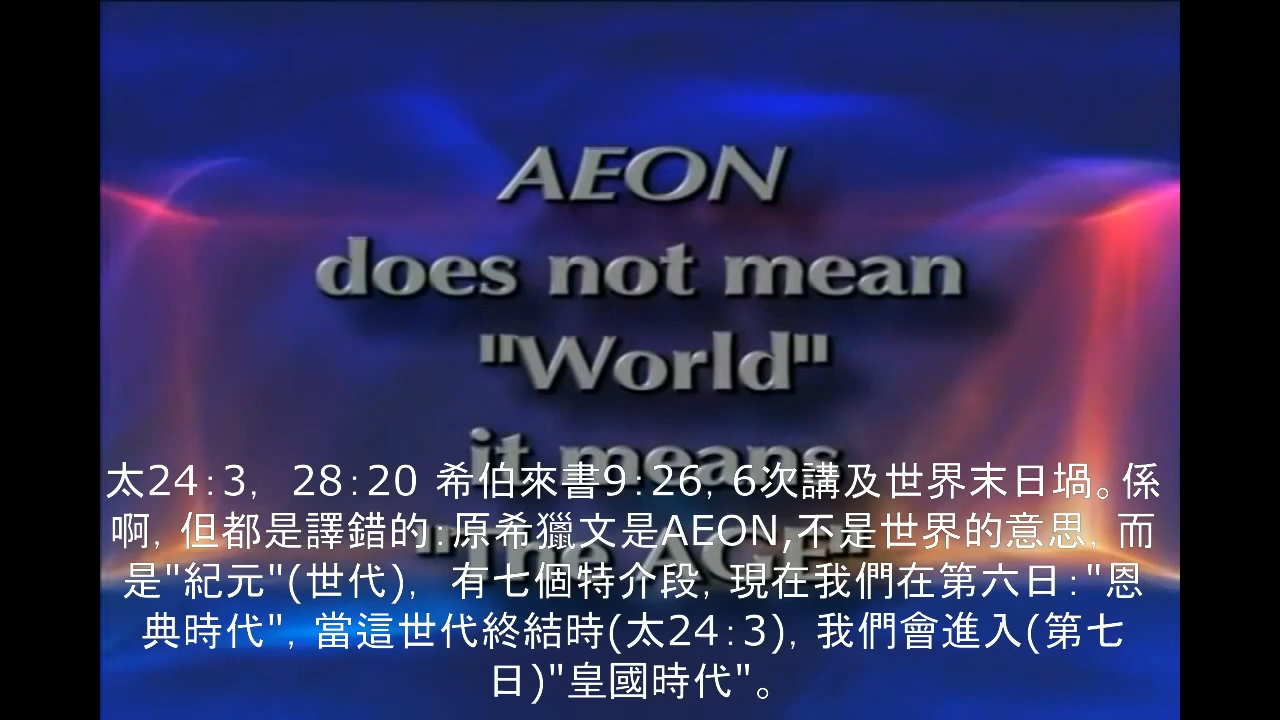 AEON
does not mean
"World"
it means
"The AGE"
太24:3, 28:20 希伯來書9:26, 6次講及世界末日堝。係
啊, 但都是譯錯的:原希獵文是AEON,不是世界的意思, 而
是"紀元"(世代), 有七個特介段, 現在我們在第六日:"恩
典時代", 當這世代終結時(太24:3), 我們會進入(第七
日)"皇國時代"。